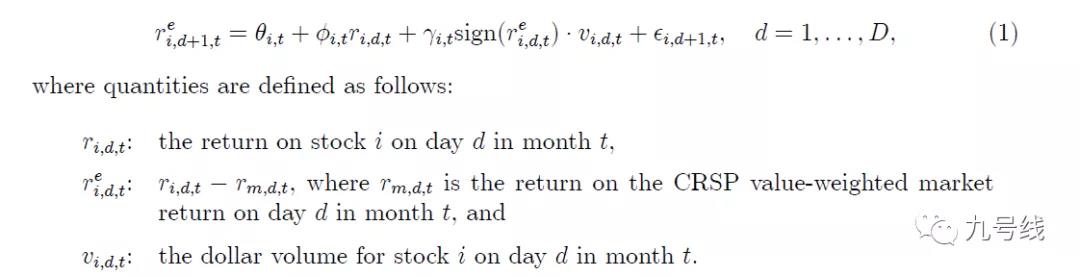 r^e_{i,d+1,t} = θ_{i,t} + ϕ_{i,t}r_{i,d,t} + γ_{i,t}sign(r^e_{i,d,t}) · v_{i,d,t} + ϵ_{i,d+1,t}, d = 1, . . . , D, (1)
where quantities are defined as follows:
r_{i,d,t}: the return on stock i on day d in month t,
r^e_{i,d,t}: r_{i,d,t} − r_{m,d,t}, where r_{m,d,t} is the return on the CRSP value-weighted market
return on day d in month t, and
v_{i,d,t}: the dollar volume for stock i on day d in month t.
九号线